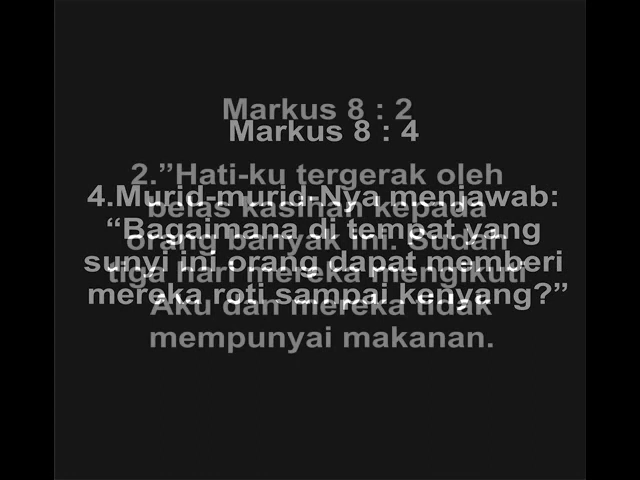 Markus 8 : 2
2.”Hati-ku tergerak oleh
belas kasihan kepada
orang banyak ini. Sudah
tiga hari mereka mengikuti
Aku dan mereka tidak
mempunyai makanan.
Markus 8 : 4
4.Murid-murid-Nya menjawab:
“Bagaimana di tempat yang
sunyi ini orang dapat memberi
mereka roti sampai kenyang?”